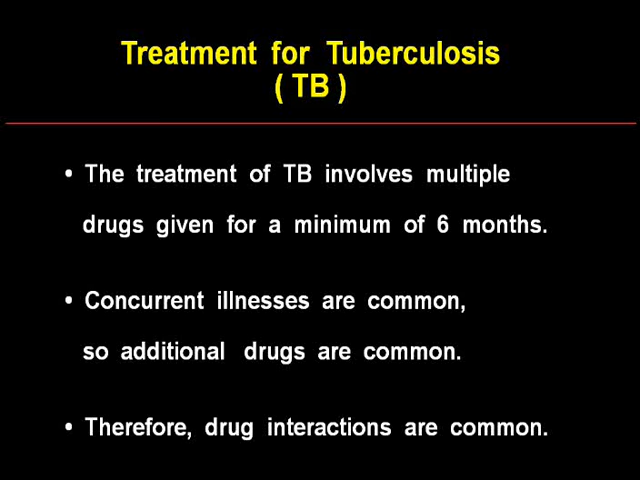 Treatment for Tuberculosis
( TB )
• The treatment of TB involves multiple
drugs given for a minimum of 6 months.
• Concurrent illnesses are common,
so additional drugs are common.
• Therefore, drug interactions are common.